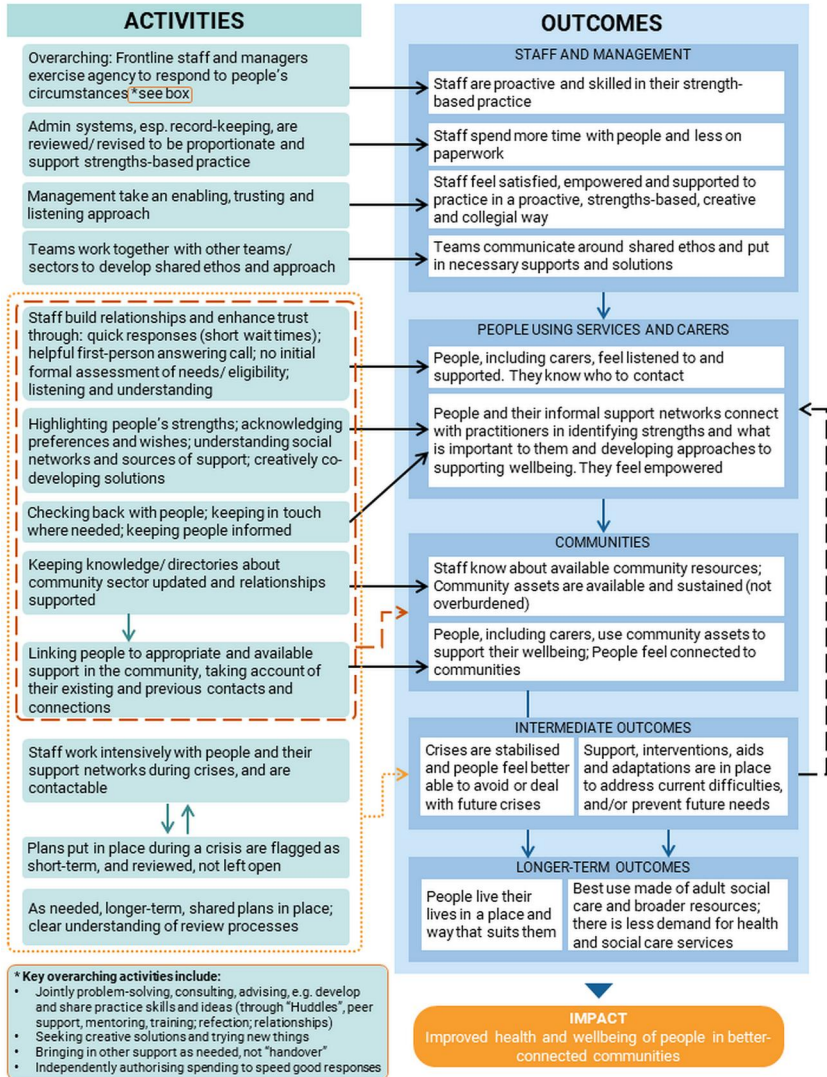 ACTIVITIES
Overarching: Frontline staff and managers
exercise agency to respond to people's
circumstances *see box
Admin systems, esp. record-keeping, are
reviewed/ revised to be proportionate and
support strengths-based practice
Management take an enabling, trusting and
listening approach
Teams work together with other teams/
sectors to develop shared ethos and approach
Staff build relationships and enhance trust
through: quick responses (short wait times);
helpful first-person answering call; no initial
formal assessment of needs/ eligibility;
listening and understanding
Highlighting people's strengths; acknowledging
preferences and wishes; understanding social
networks and sources of support; creatively co-
developing solutions
Checking back with people; keeping in touch
where needed; keeping people informed
Keeping knowledge/ directories about
community sector updated and relationships
supported
Linking people to appropriate and available
support in the community, taking account of
their existing and previous contacts and
connections
Staff work intensively with people and their
support networks during crises, and are
contactable
Plans put in place during a crisis are flagged as
short-term, and reviewed, not left open
As needed, longer-term, shared plans in place;
clear understanding of review processes
* Key overarching activities include:
• Jointly problem-solving, consulting, advising, e.g. develop
and share practice skills and ideas (through "Huddles", peer
support, mentoring, training; refection; relationships)
• Seeking creative solutions and trying new things
• Bringing in other support as needed, not "handover"
• Independently authorising spending to speed good responses
OUTCOMES
STAFF AND MANAGEMENT
Staff are proactive and skilled in their strength-
based practice
Staff spend more time with people and less on
paperwork
Staff feel satisfied, empowered and supported to
practice in a proactive, strengths-based, creative
and collegial way
Teams communicate around shared ethos and put
in necessary supports and solutions
PEOPLE USING SERVICES AND CARERS
People, including carers, feel listened to and
supported. They know who to contact
People and their informal support networks connect
with practitioners in identifying strengths and what
is important to them and developing approaches to
supporting wellbeing. They feel empowered
COMMUNITIES
Staff know about available community resources;
Community assets are available and sustained (not
overburdened)
People, including carers, use community assets to
support their wellbeing; People feel connected to
communities
INTERMEDIATE OUTCOMES
Crises are stabilised
and people feel better
able to avoid or deal
with future crises
Support, interventions, aids
and adaptations are in place
to address current difficulties,
and/or prevent future needs
LONGER-TERM OUTCOMES
People live their
lives in a place and
way that suits them
Best use made of adult social
care and broader resources;
there is less demand for health
and social care services
IMPACT
Improved health and wellbeing of people in better-
connected communities